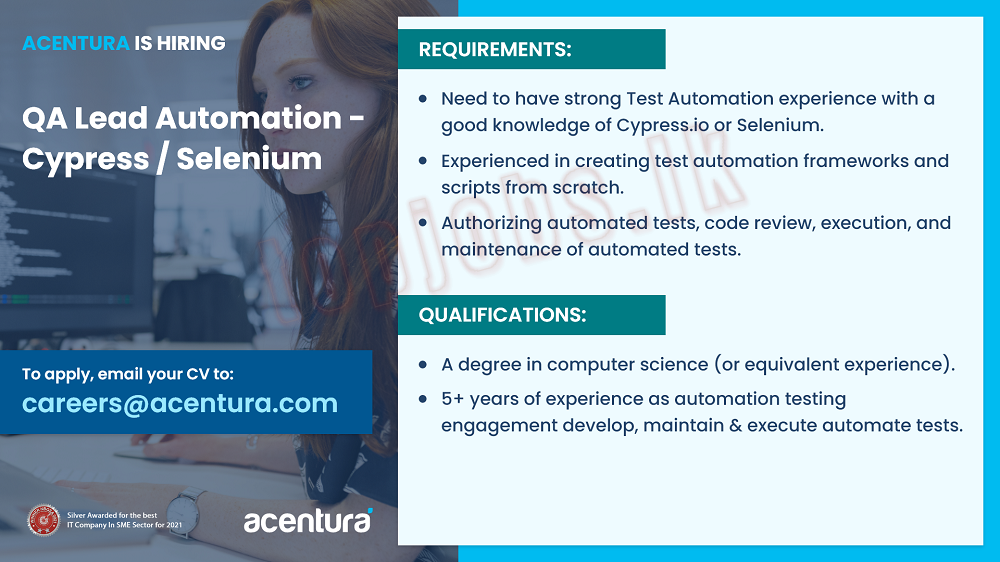 ACENTURA IS HIRING
QA Lead Automation -
Cypress / Selenium
To apply, email your CV to:
careers@acentura.com
Silver Awarded for the best
IT Company In SME Sector for 2021
acentura
REQUIREMENTS:
• Need to have strong Test Automation experience with a
good knowledge of Cypress.io or Selenium.
• Experienced in creating test automation frameworks and
scripts from scratch.
• Authorizing automated tests, code review, execution, and
maintenance of automated tests.
QUALIFICATIONS:
• A degree in computer science (or equivalent experience).
• 5+ years of experience as automation testing
engagement develop, maintain & execute automate tests.
topjobs.lk